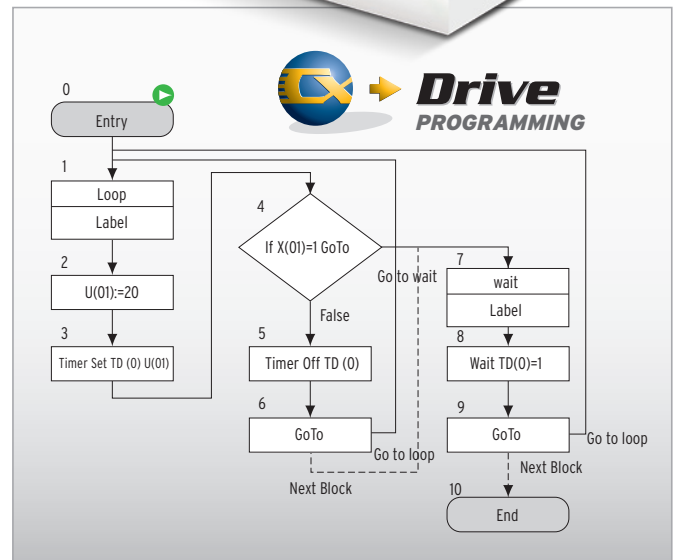 CX
Drive
PROGRAMMING
0
Entry
1
Loop
Label
2
U(01):=20
3
Timer Set TD (0) U(01)
4
If X(01)=1 GoTo
Go to wait
False
5
Timer Off TD (0)
6
GoTo
Go to loop
Next Block
7
wait
Label
8
Wait TD(0)=1
9
GoTo
Go to loop
Next Block
10
End